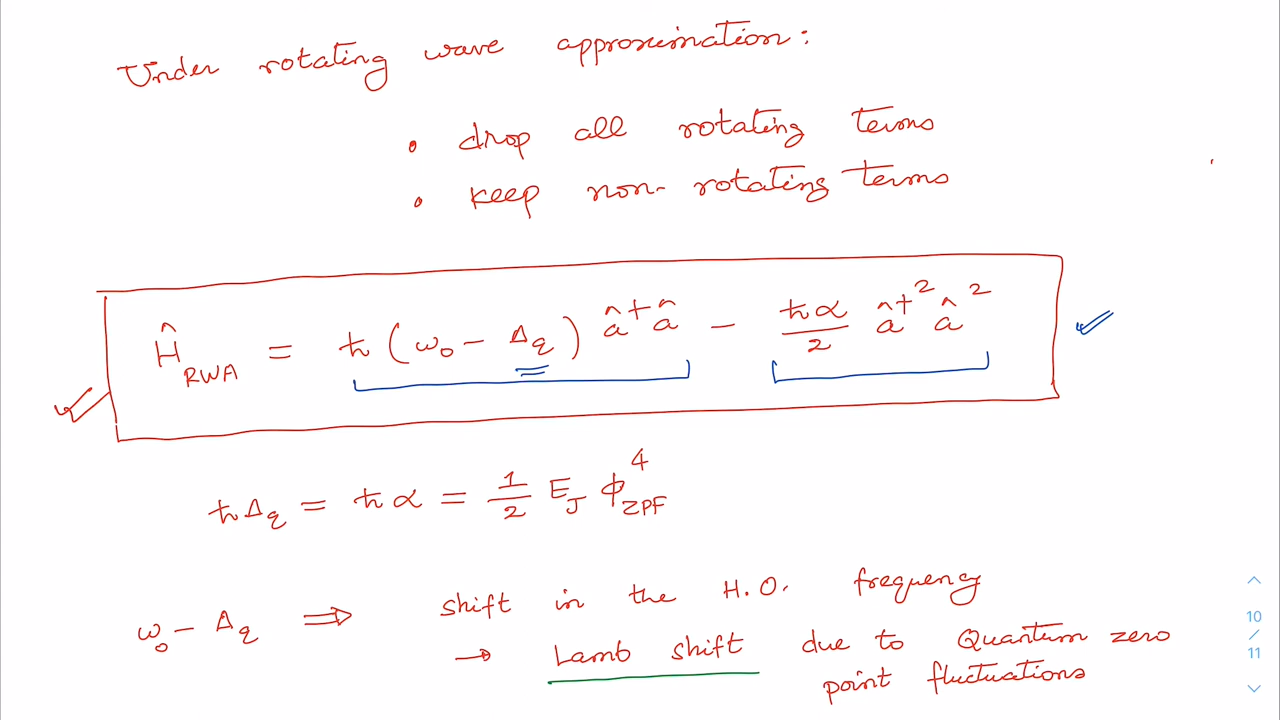 Under rotating wave approximation:
• drop all rotating terms
• keep non-rotating terms
Ĥ_RWA = ħ (ω₀ − Δ_q) â†â − ħα/2 â†² â²
ħΔ_q = ħα = 1/2 E_J ϕ⁴_ZPF
ω₀ − Δ_q ⇒ shift in the H.O. frequency
→ Lamb shift due to Quantum zero
point fluctuations
10
/
11